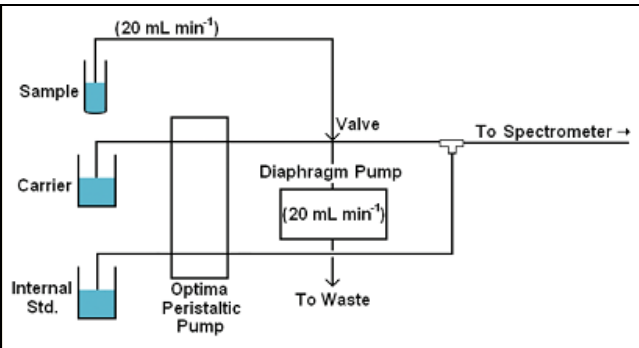 (20 mL min⁻¹)
Sample
Valve
To Spectrometer →
Carrier
Diaphragm Pump
(20 mL min⁻¹)
Internal
Std.
Optima
Peristaltic
Pump
To Waste